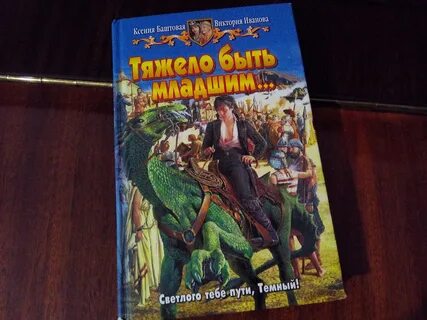 Ксения Баштовая Виктория Иванова
Тяжело быть
младшим...
Светлого тебе пути, Темный!